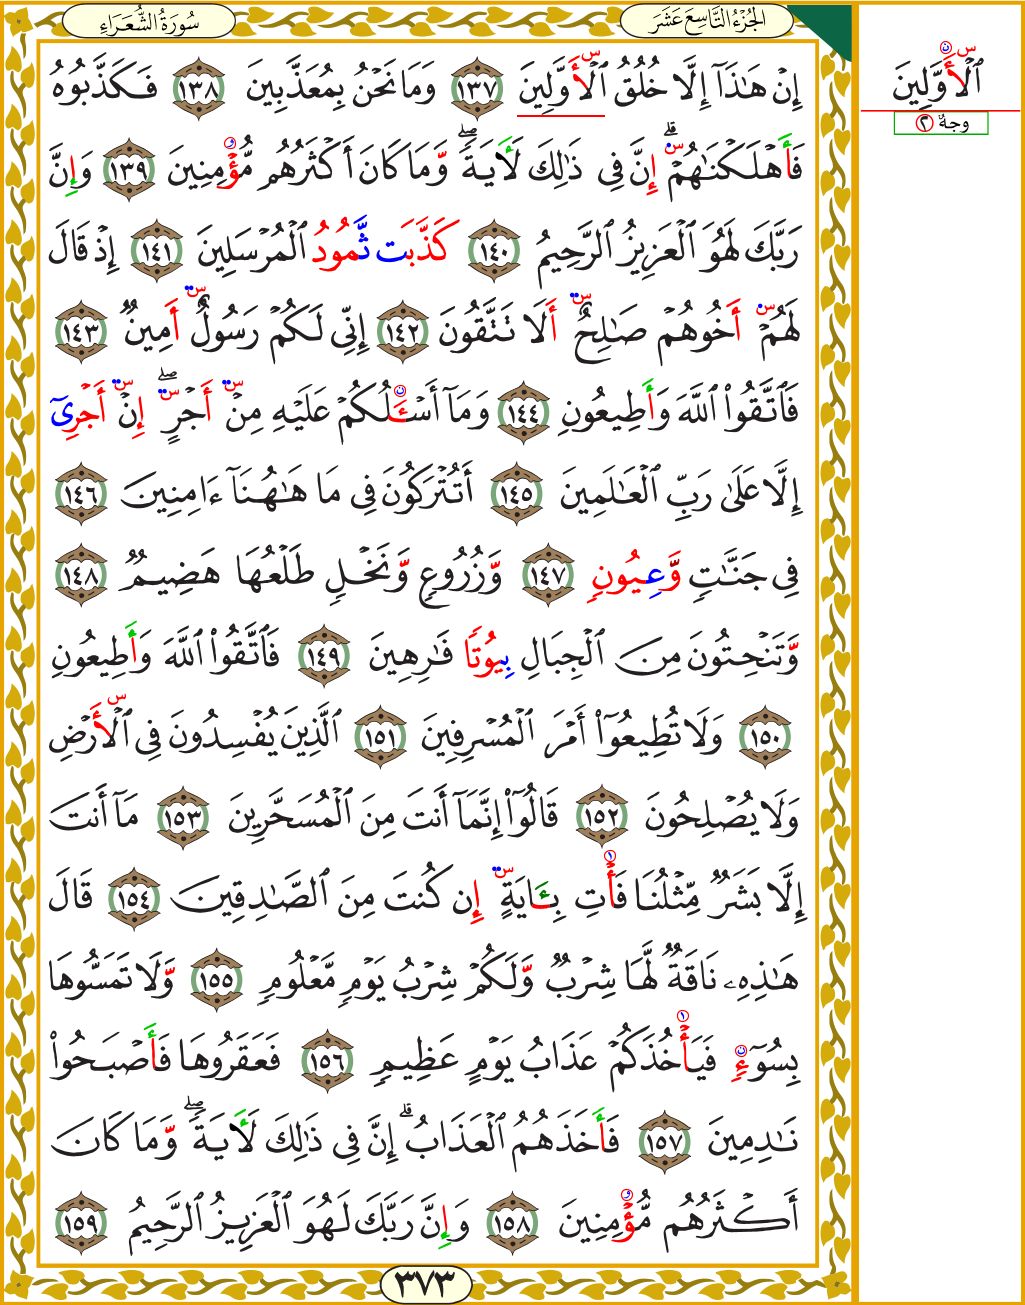 سُورَةُ الشُّعَرَاءِ
الجُزْءُ التَّاسِعَ عَشَرَ
إِنۡ هَٰذَآ إِلَّا خُلُقُ ٱلۡأَوَّلِينَ ١٣٧ وَمَا نَحۡنُ بِمُعَذَّبِينَ ١٣٨ فَكَذَّبُوهُ
فَأَهۡلَكۡنَٰهُمۡۚ إِنَّ فِي ذَٰلِكَ لَأٓيَةٗۖ وَّمَا كَانَ أَكۡثَرُهُم مُّؤۡمِنِينَ ١٣٩ وَإِنَّ
رَبَّكَ لَهُوَ ٱلۡعَزِيزُ ٱلرَّحِيمُ ١٤٠ كَذَّبَت ثَّمُودُ ٱلۡمُرۡسَلِينَ ١٤١ إِذۡ قَالَ
لَهُمۡ أَخُوهُمۡ صَٰلِحٌ أَلَا تَتَّقُونَ ١٤٢ إِنِّي لَكُمۡ رَسُولٌ أَمِينٞ ١٤٣
فَٱتَّقُواْ ٱللَّهَ وَأَطِيعُونِ ١٤٤ وَمَآ أَسۡـَٔلُكُمۡ عَلَيۡهِ مِنۡ أَجۡرٍۖ إِنۡ أَجۡرِيٓ
إِلَّا عَلَىٰ رَبِّ ٱلۡعَٰلَمِينَ ١٤٥ أَتُتۡرَكُونَ فِي مَا هَٰهُنَآ ءَامِنِينَ ١٤٦
فِي جَنَّٰتٖ وَّعِيُونٖ ١٤٧ وَّزُرُوعٖ وَّنَخۡلٖ طَلۡعُهَا هَضِيمٞ ١٤٨
وَّتَنۡحِتُونَ مِنَ ٱلۡجِبَالِ بِيُوتٗا فَٰرِهِينَ ١٤٩ فَٱتَّقُواْ ٱللَّهَ وَأَطِيعُونِ
١٥٠ وَلَا تُطِيعُوٓاْ أَمۡرَ ٱلۡمُسۡرِفِينَ ١٥١ ٱلَّذِينَ يُفۡسِدُونَ فِي ٱلۡأَرۡضِ
وَلَا يُصۡلِحُونَ ١٥٢ قَالُوٓاْ إِنَّمَآ أَنتَ مِنَ ٱلۡمُسَحَّرِينَ ١٥٣ مَآ أَنتَ
إِلَّا بَشَرٞ مِّثۡلُنَا فَأۡتِ بِـَٔايَةٍ إِن كُنتَ مِنَ ٱلصَّٰدِقِينَ ١٥٤ قَالَ
هَٰذِهِۦ نَاقَةٞ لَّهَا شِرۡبٞ وَّلَكُمۡ شِرۡبُ يَوۡمٖ مَّعۡلُومٖ ١٥٥ وَّلَا تَمَسُّوهَا
بِسُوٓءٖ فَيَأۡخُذَكُمۡ عَذَابُ يَوۡمٍ عَظِيمٖ ١٥٦ فَعَقَرُوهَا فَأَصۡبَحُواْ
نَٰدِمِينَ ١٥٧ فَأَخَذَهُمُ ٱلۡعَذَابُۚ إِنَّ فِي ذَٰلِكَ لَأٓيَةٗۖ وَّمَا كَانَ
أَكۡثَرُهُم مُّؤۡمِنِينَ ١٥٨ وَإِنَّ رَبَّكَ لَهُوَ ٱلۡعَزِيزُ ٱلرَّحِيمُ ١٥٩
٣٧٣
ٱلۡأَوَّلِينَ
وجهٌ ٢